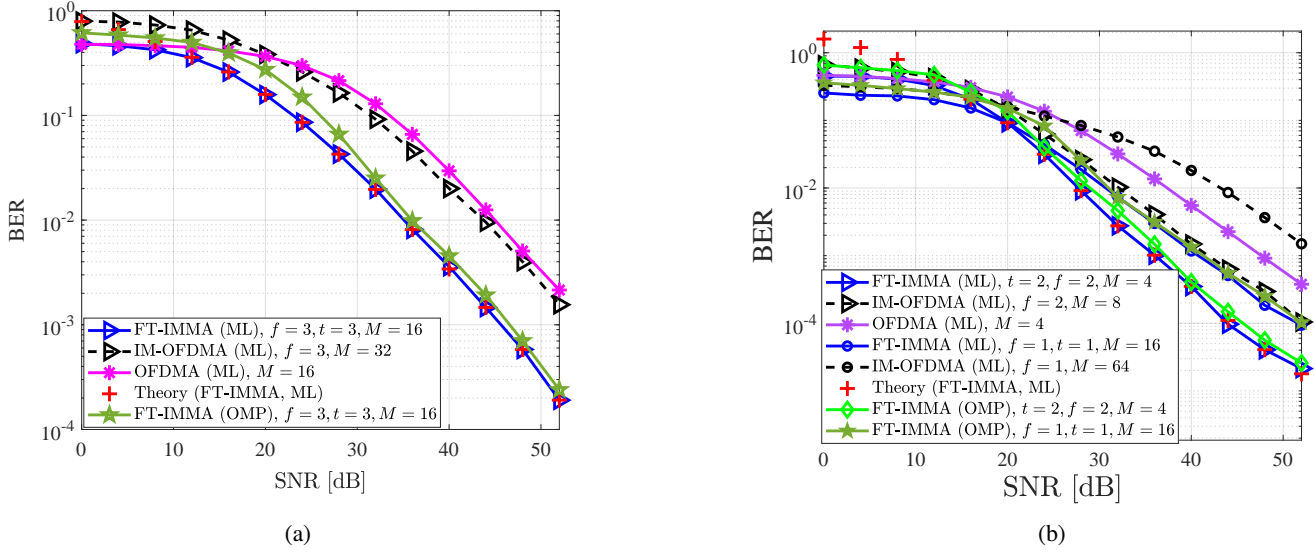 10^0
10^-1
10^-2
10^-3
10^-4
BER
0 10 20 30 40 50
SNR [dB]
FT-IMMA (ML), f = 3, t = 3, M = 16
IM-OFDMA (ML), f = 3, M = 32
OFDMA (ML), M = 16
Theory (FT-IMMA, ML)
FT-IMMA (OMP), f = 3, t = 3, M = 16
(a)
10^0
10^-2
10^-4
BER
0 10 20 30 40 50
SNR [dB]
FT-IMMA (ML), t = 2, f = 2, M = 4
IM-OFDMA (ML), f = 2, M = 8
OFDMA (ML), M = 4
FT-IMMA (ML), f = 1, t = 1, M = 16
IM-OFDMA (ML), f = 1, M = 64
Theory (FT-IMMA, ML)
FT-IMMA (OMP), t = 2, f = 2, M = 4
FT-IMMA (OMP), f = 1, t = 1, M = 16
(b)